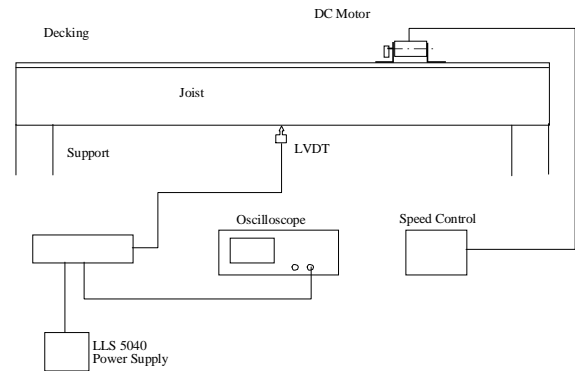 DC Motor
Decking
Joist
Support
LVDT
Oscilloscope
Speed Control
LLS 5040
Power Supply